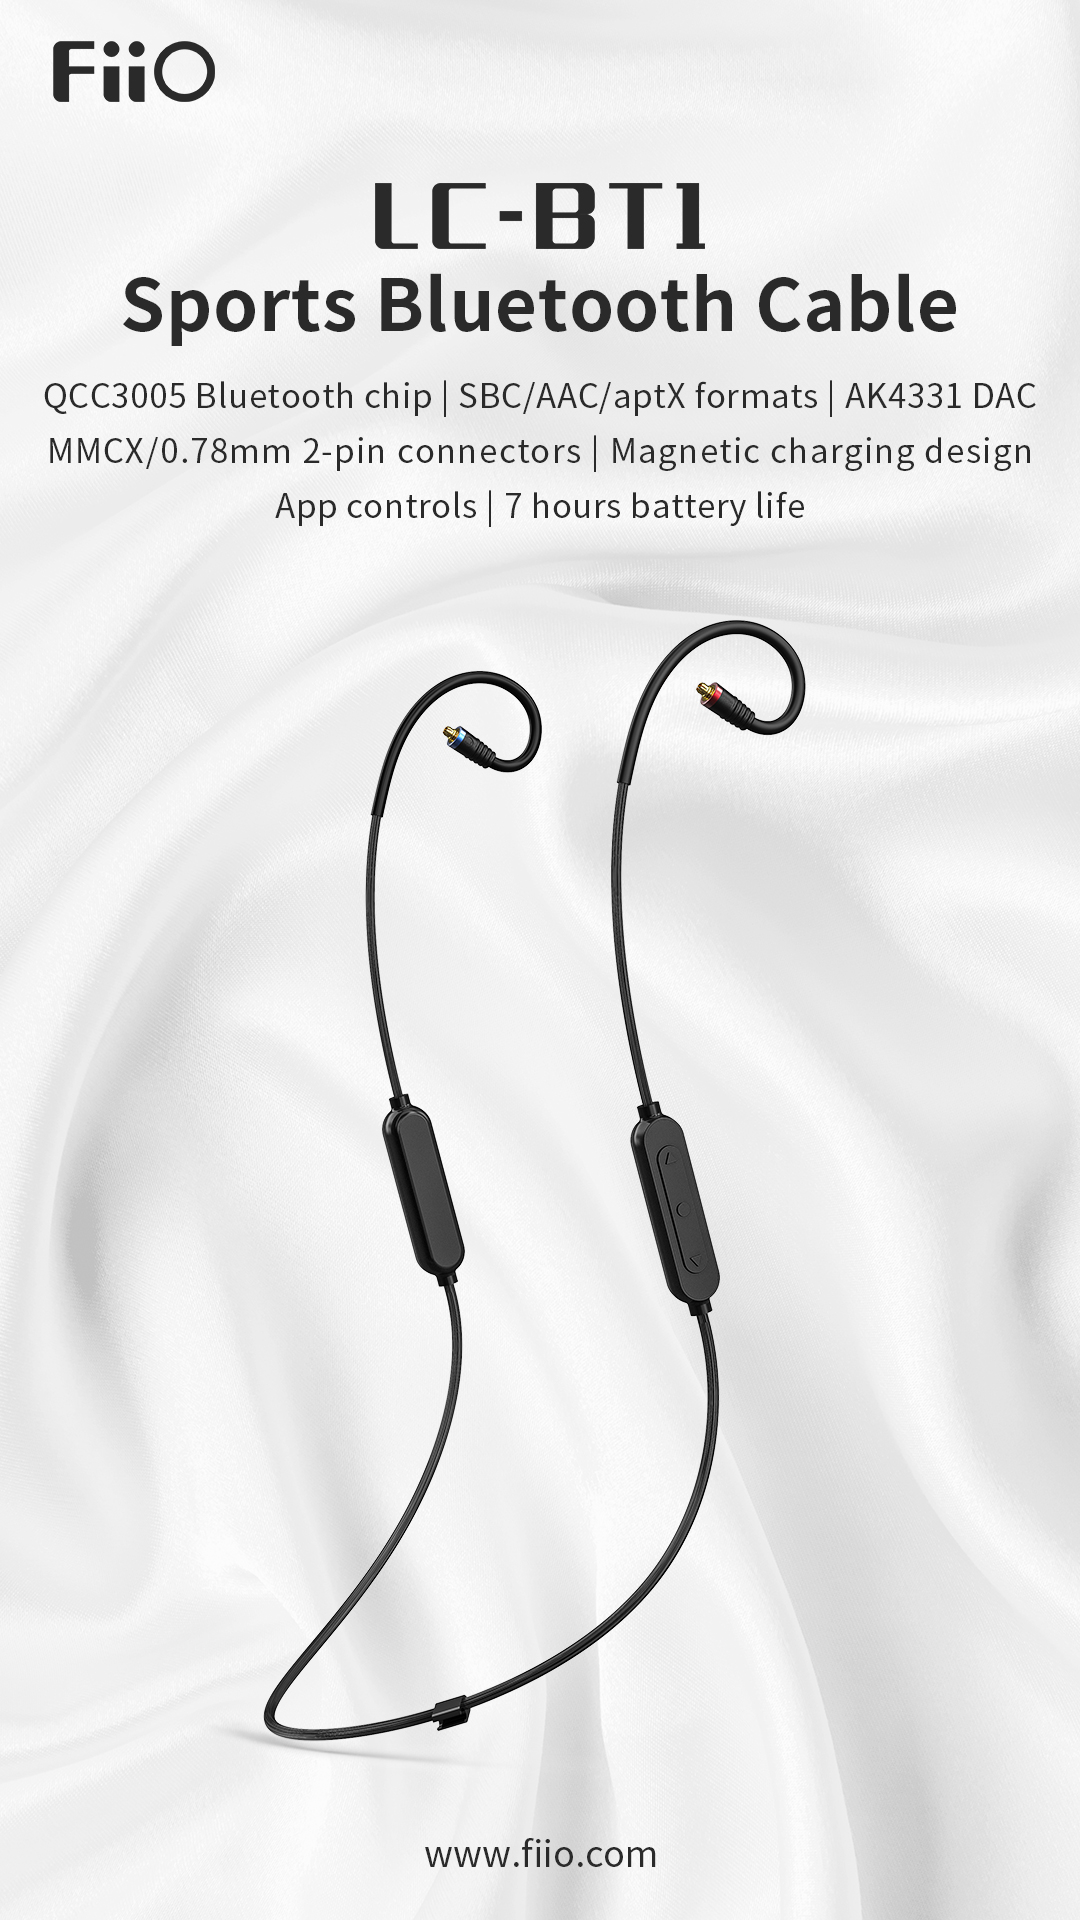 FiiO
LC-BT1
Sports Bluetooth Cable
QCC3005 Bluetooth chip | SBC/AAC/aptX formats | AK4331 DAC
MMCX/0.78mm 2-pin connectors | Magnetic charging design
App controls | 7 hours battery life
www.fiio.com